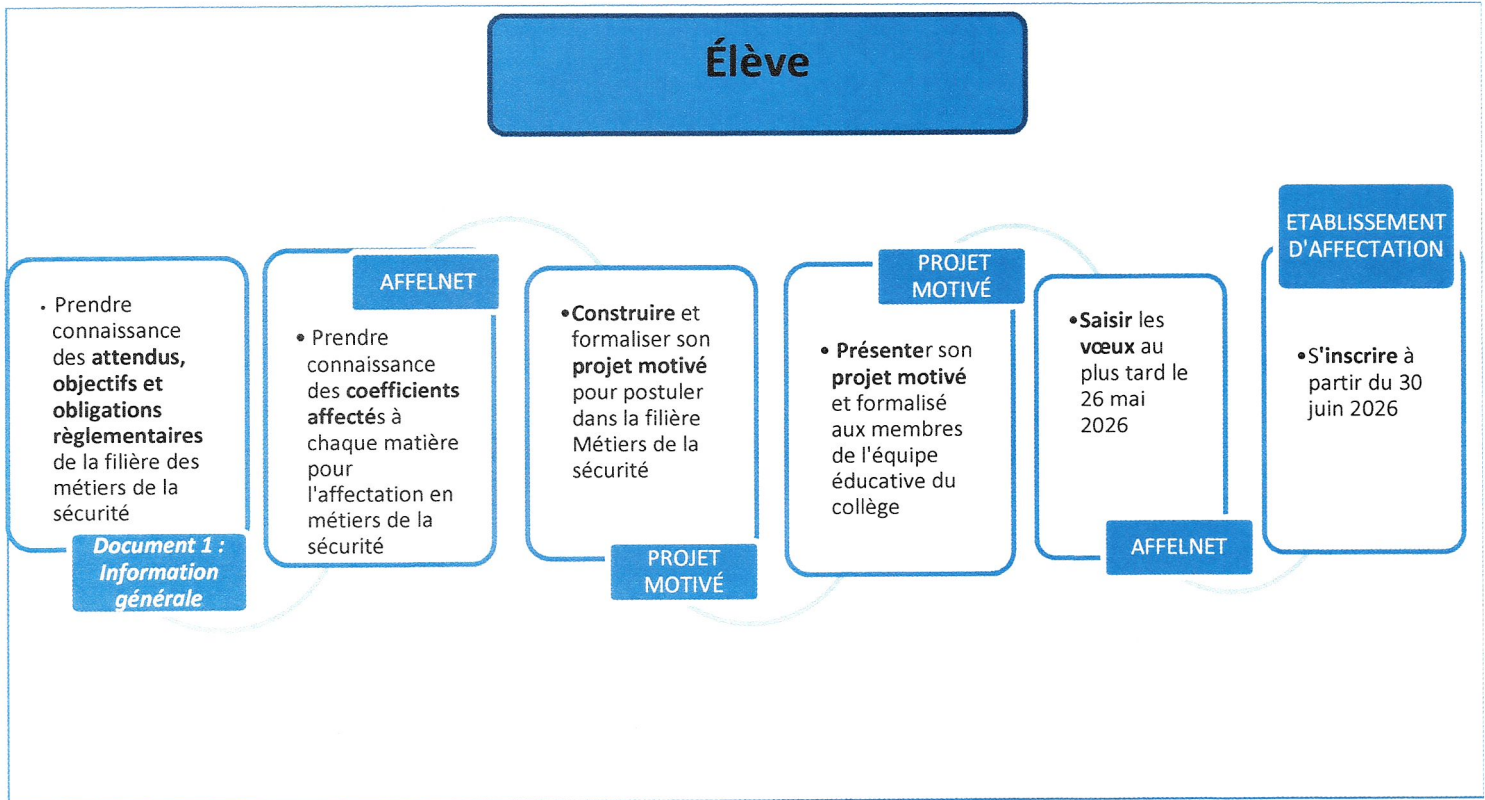 Élève
• Prendre
connaissance
des attendus,
objectifs et
obligations
règlementaires
de la filière des
métiers de la
sécurité
Document 1 :
Information
générale
AFFELNET
• Prendre
connaissance
des coefficients
affectés à
chaque matière
pour
l'affectation en
métiers de la
sécurité
•Construire et
formaliser son
projet motivé
pour postuler
dans la filière
Métiers de la
sécurité
PROJET
MOTIVÉ
PROJET
MOTIVÉ
• Présenter son
projet motivé
et formalisé
aux membres
de l'équipe
éducative du
collège
•Saisir les
vœux au
plus tard le
26 mai
2026
AFFELNET
ETABLISSEMENT
D'AFFECTATION
•S'inscrire à
partir du 30
juin 2026